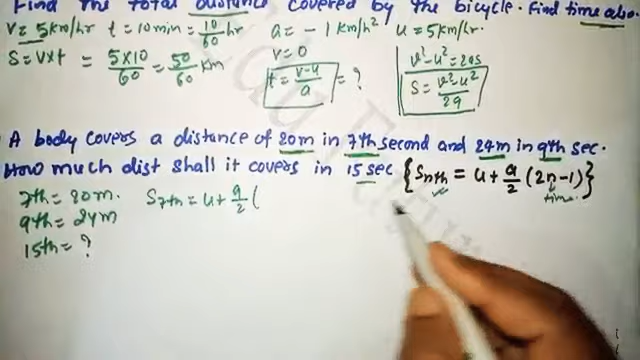 Find the total distance covered by the bicycle. Find time also
V = 5 km/hr t = 10 min = 10/60 hr a = -1 km/h² u = 5 km/hr.
S = v×t = 5×10/60 = 50/60 km v = 0 v²-u² = 2as
t = v-u/a = ? S = v²-u²/2a
A body covers a distance of 20m in 7th second and 24m in 9th sec.
How much dist shall it covers in 15 sec {Snth = u + a/2 (2n-1)}
time
7th = 20m. S7th = u + a/2 (
9th = 24m
15th = ?